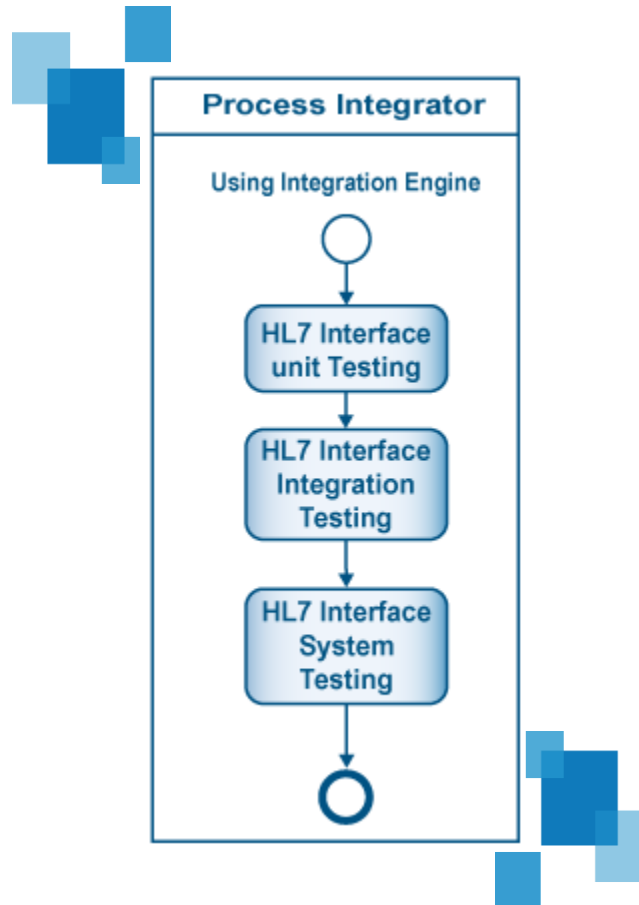 Process Integrator
Using Integration Engine
HL7 Interface
unit Testing
HL7 Interface
Integration
Testing
HL7 Interface
System
Testing